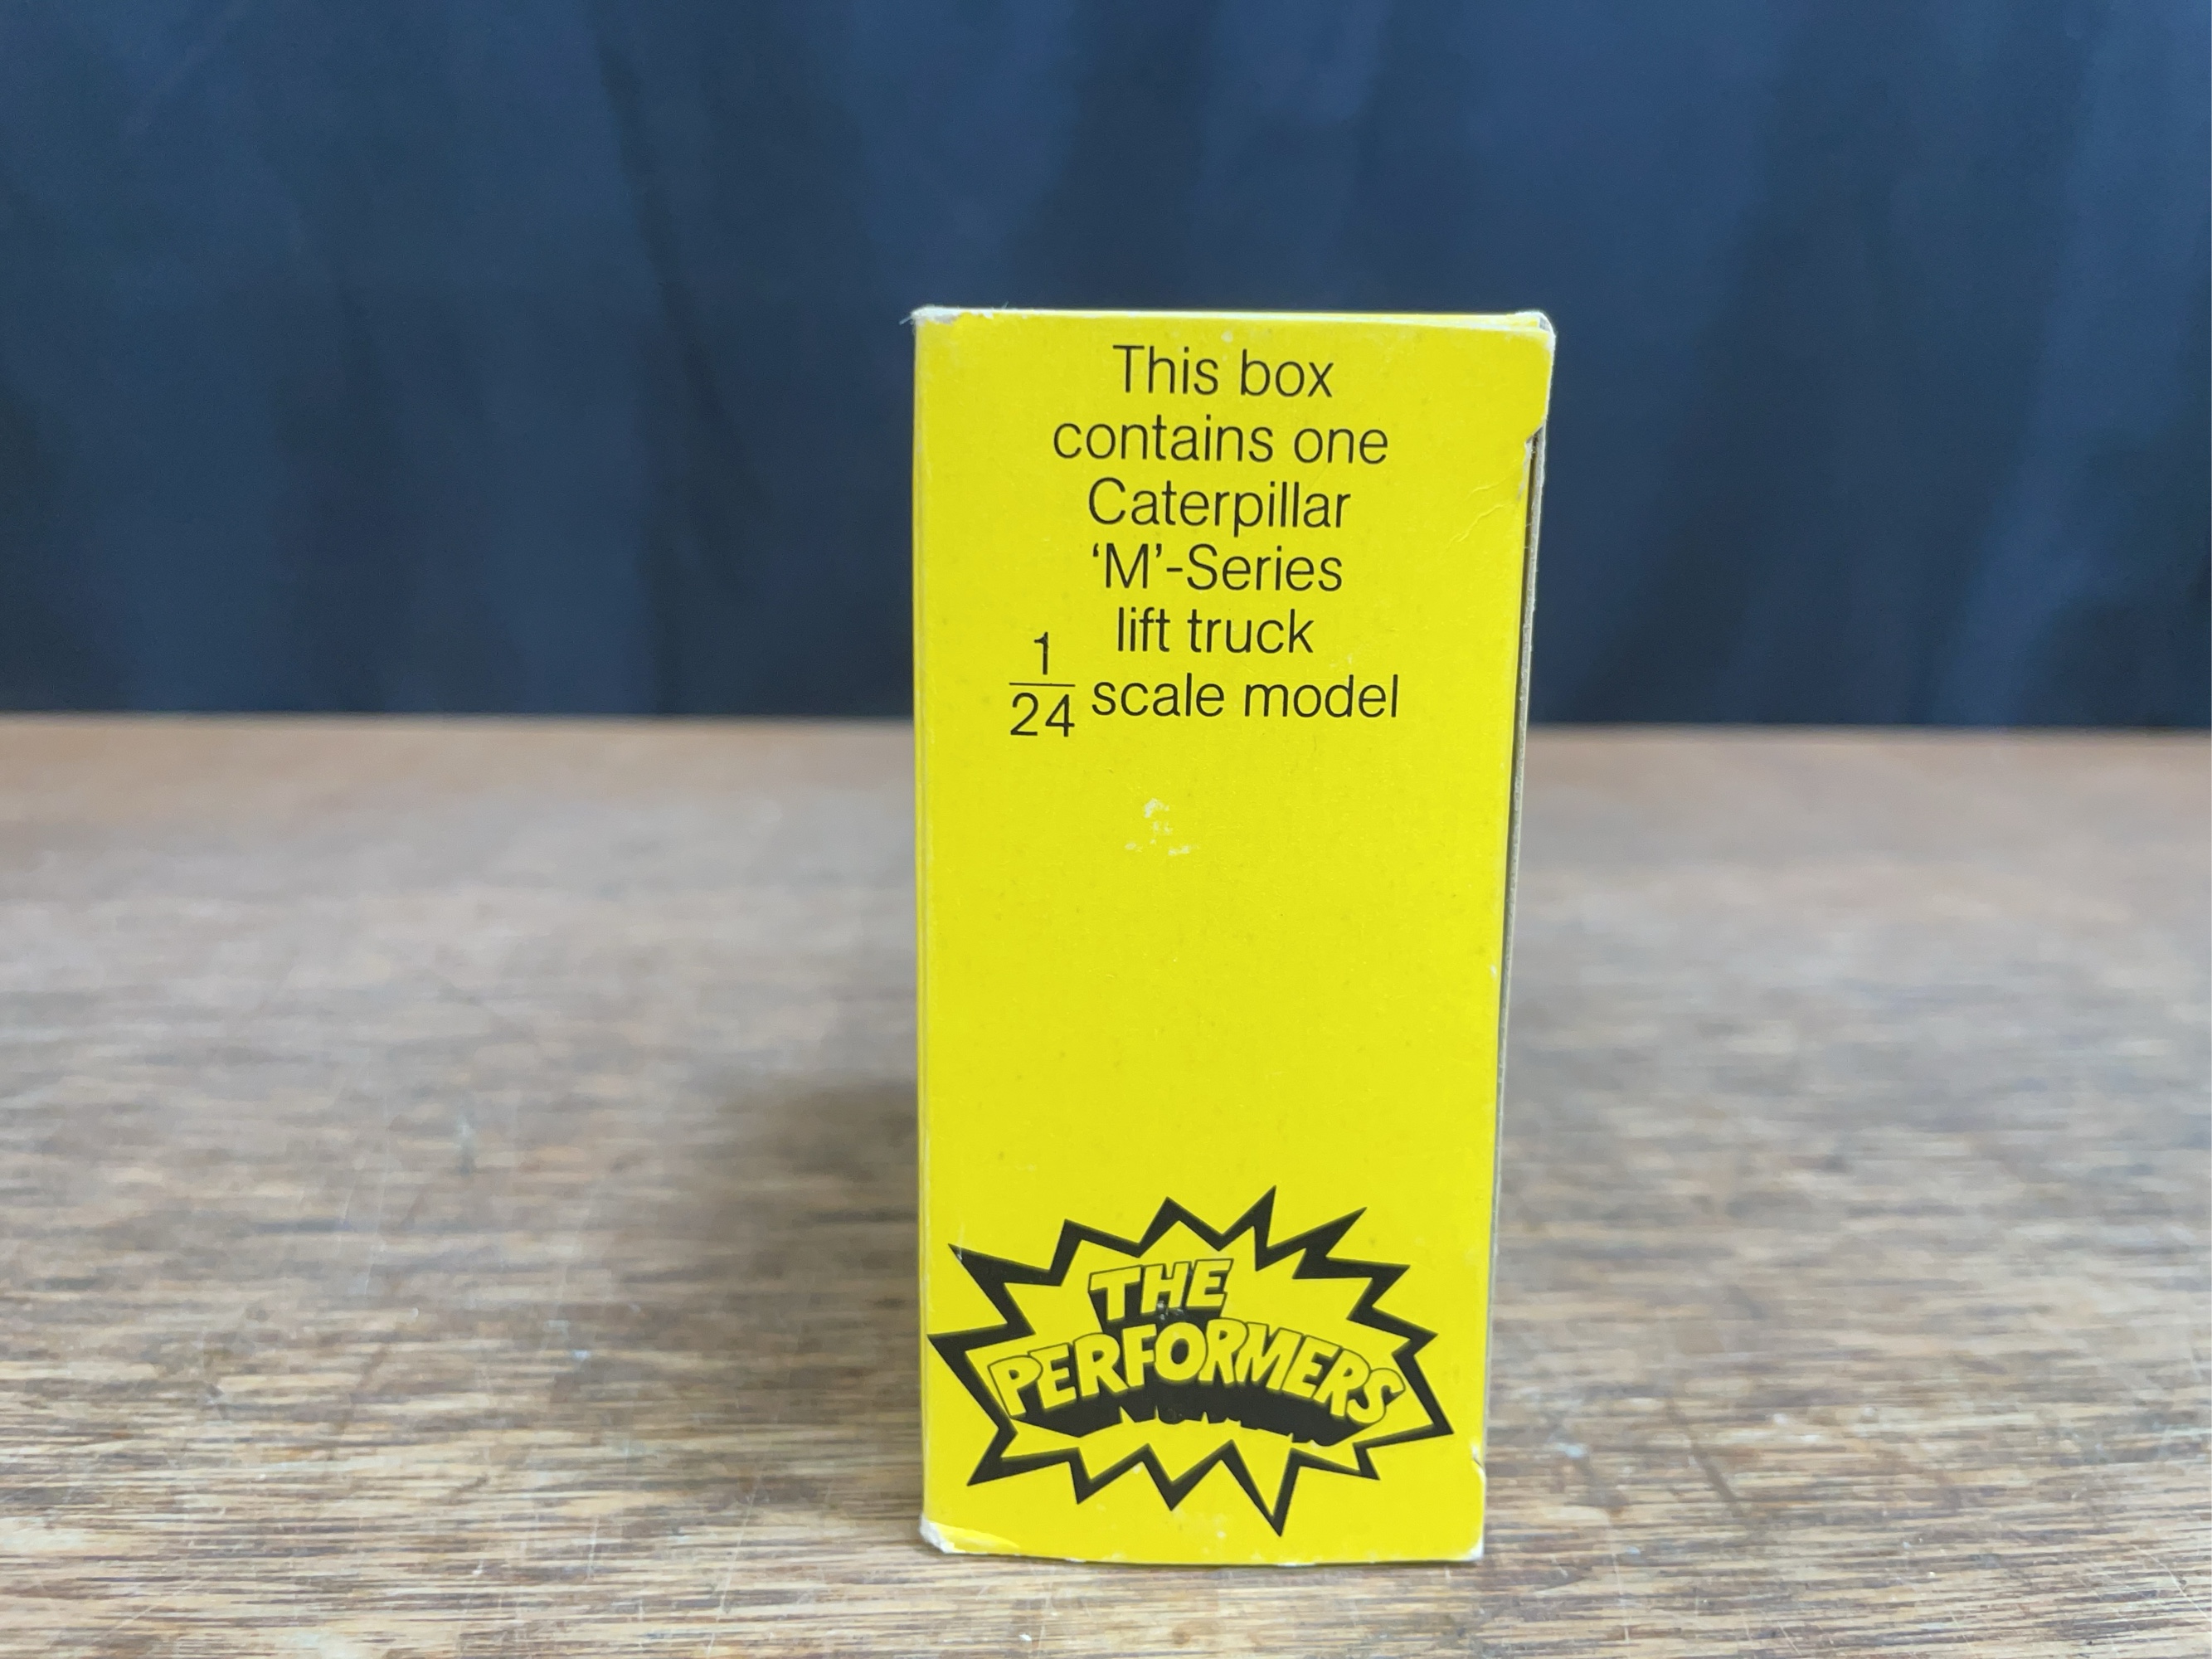 This box
contains one
Caterpillar
‘M’-Series
lift truck
1/24 scale model
THE
PERFORMERS